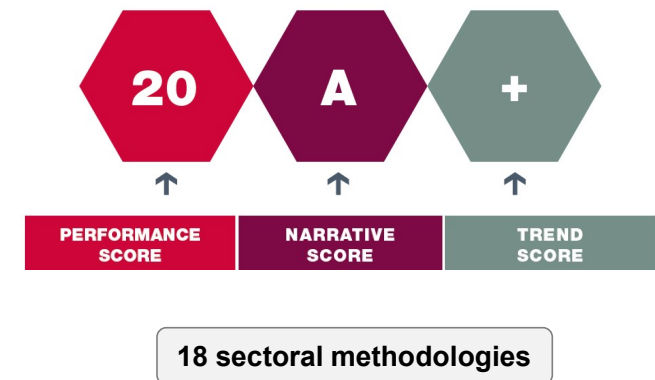 20 A +
PERFORMANCE SCORE
NARRATIVE SCORE
TREND SCORE
18 sectoral methodologies